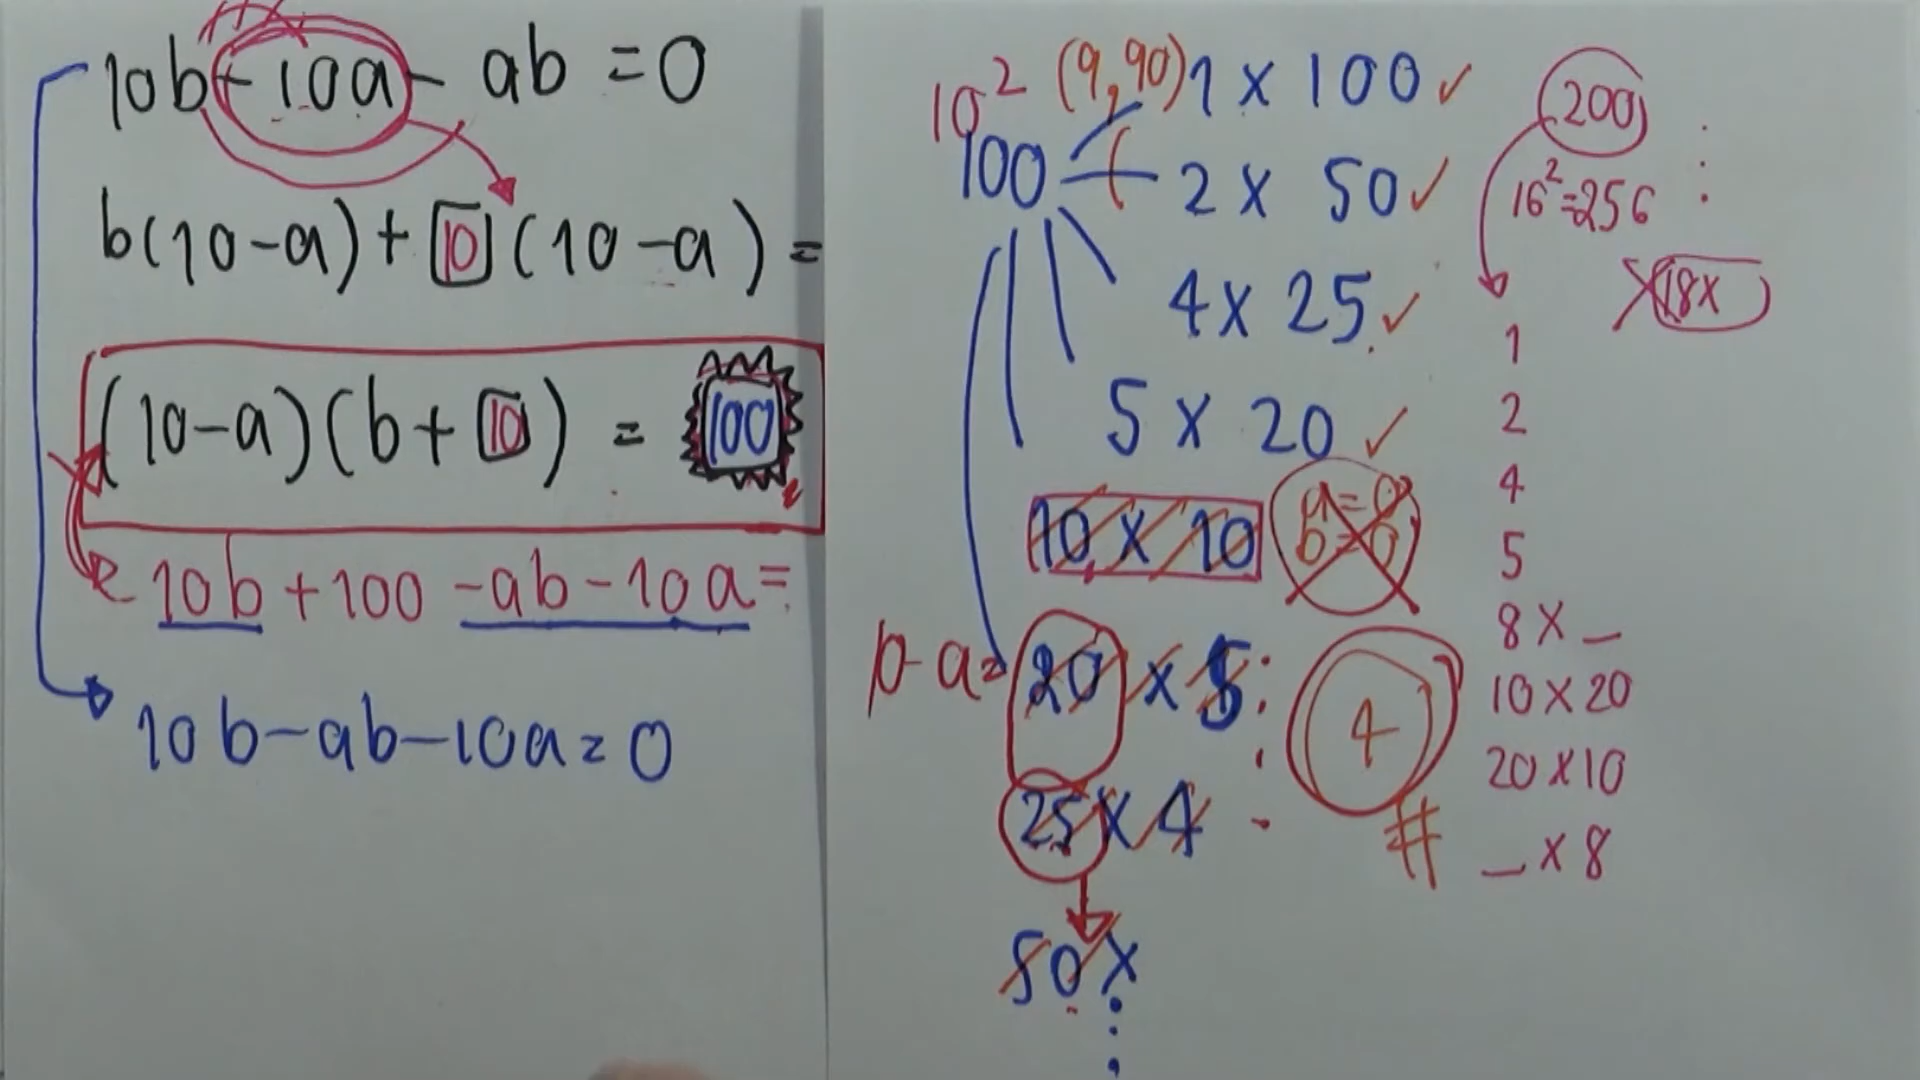 10b-10a- ab =0
b(10-a)+10(10-a)=
(10-a)(b+10) = 100
10b+100-ab-10a=
10b-ab-10a=0
10² (9,90) 1 x 100 ✓
100 2 x 50 ✓
4 x 25 ✓
5 x 20 ✓
10 x 10 a=0
b=0
10-a= 20 x 5
25 x 4
50 x
4
#
200
16²=256
18x
1
2
4
5
8 x _
10 x 20
20 x 10
_ x 8